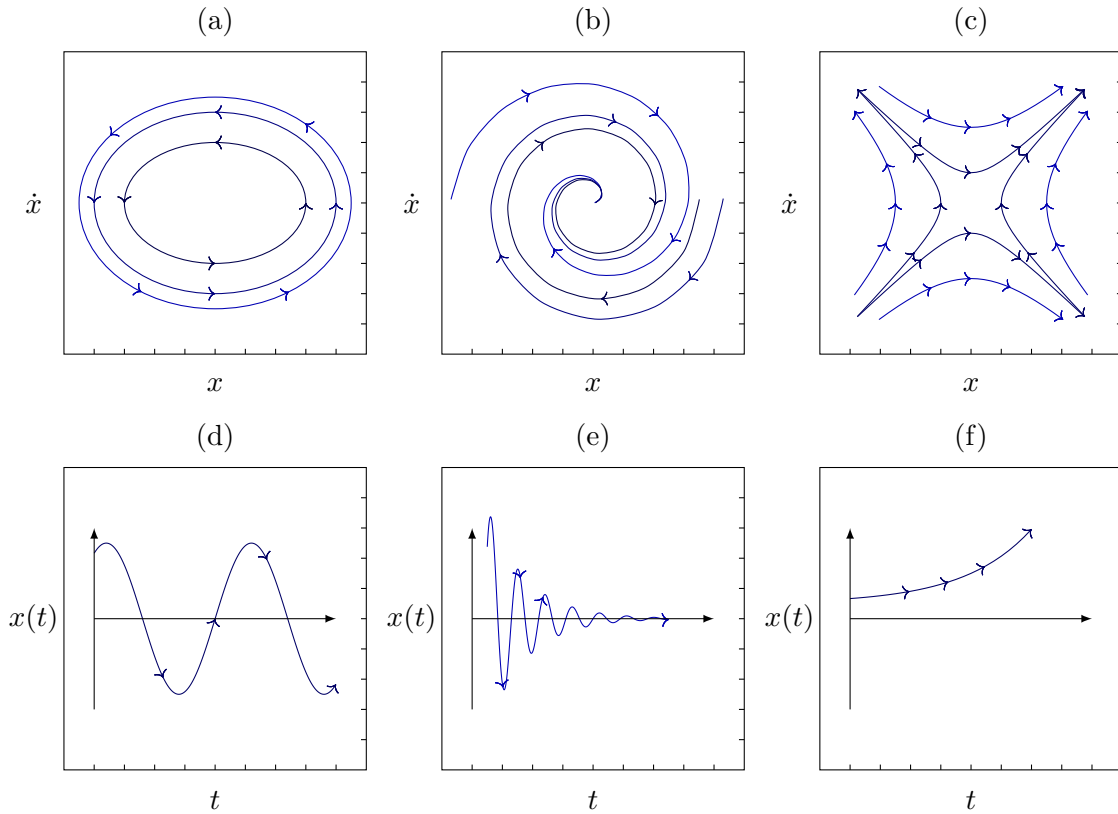 (a) (b) (c)
ẋ ẋ ẋ
x x x
(d) (e) (f)
x(t) x(t) x(t)
t t t